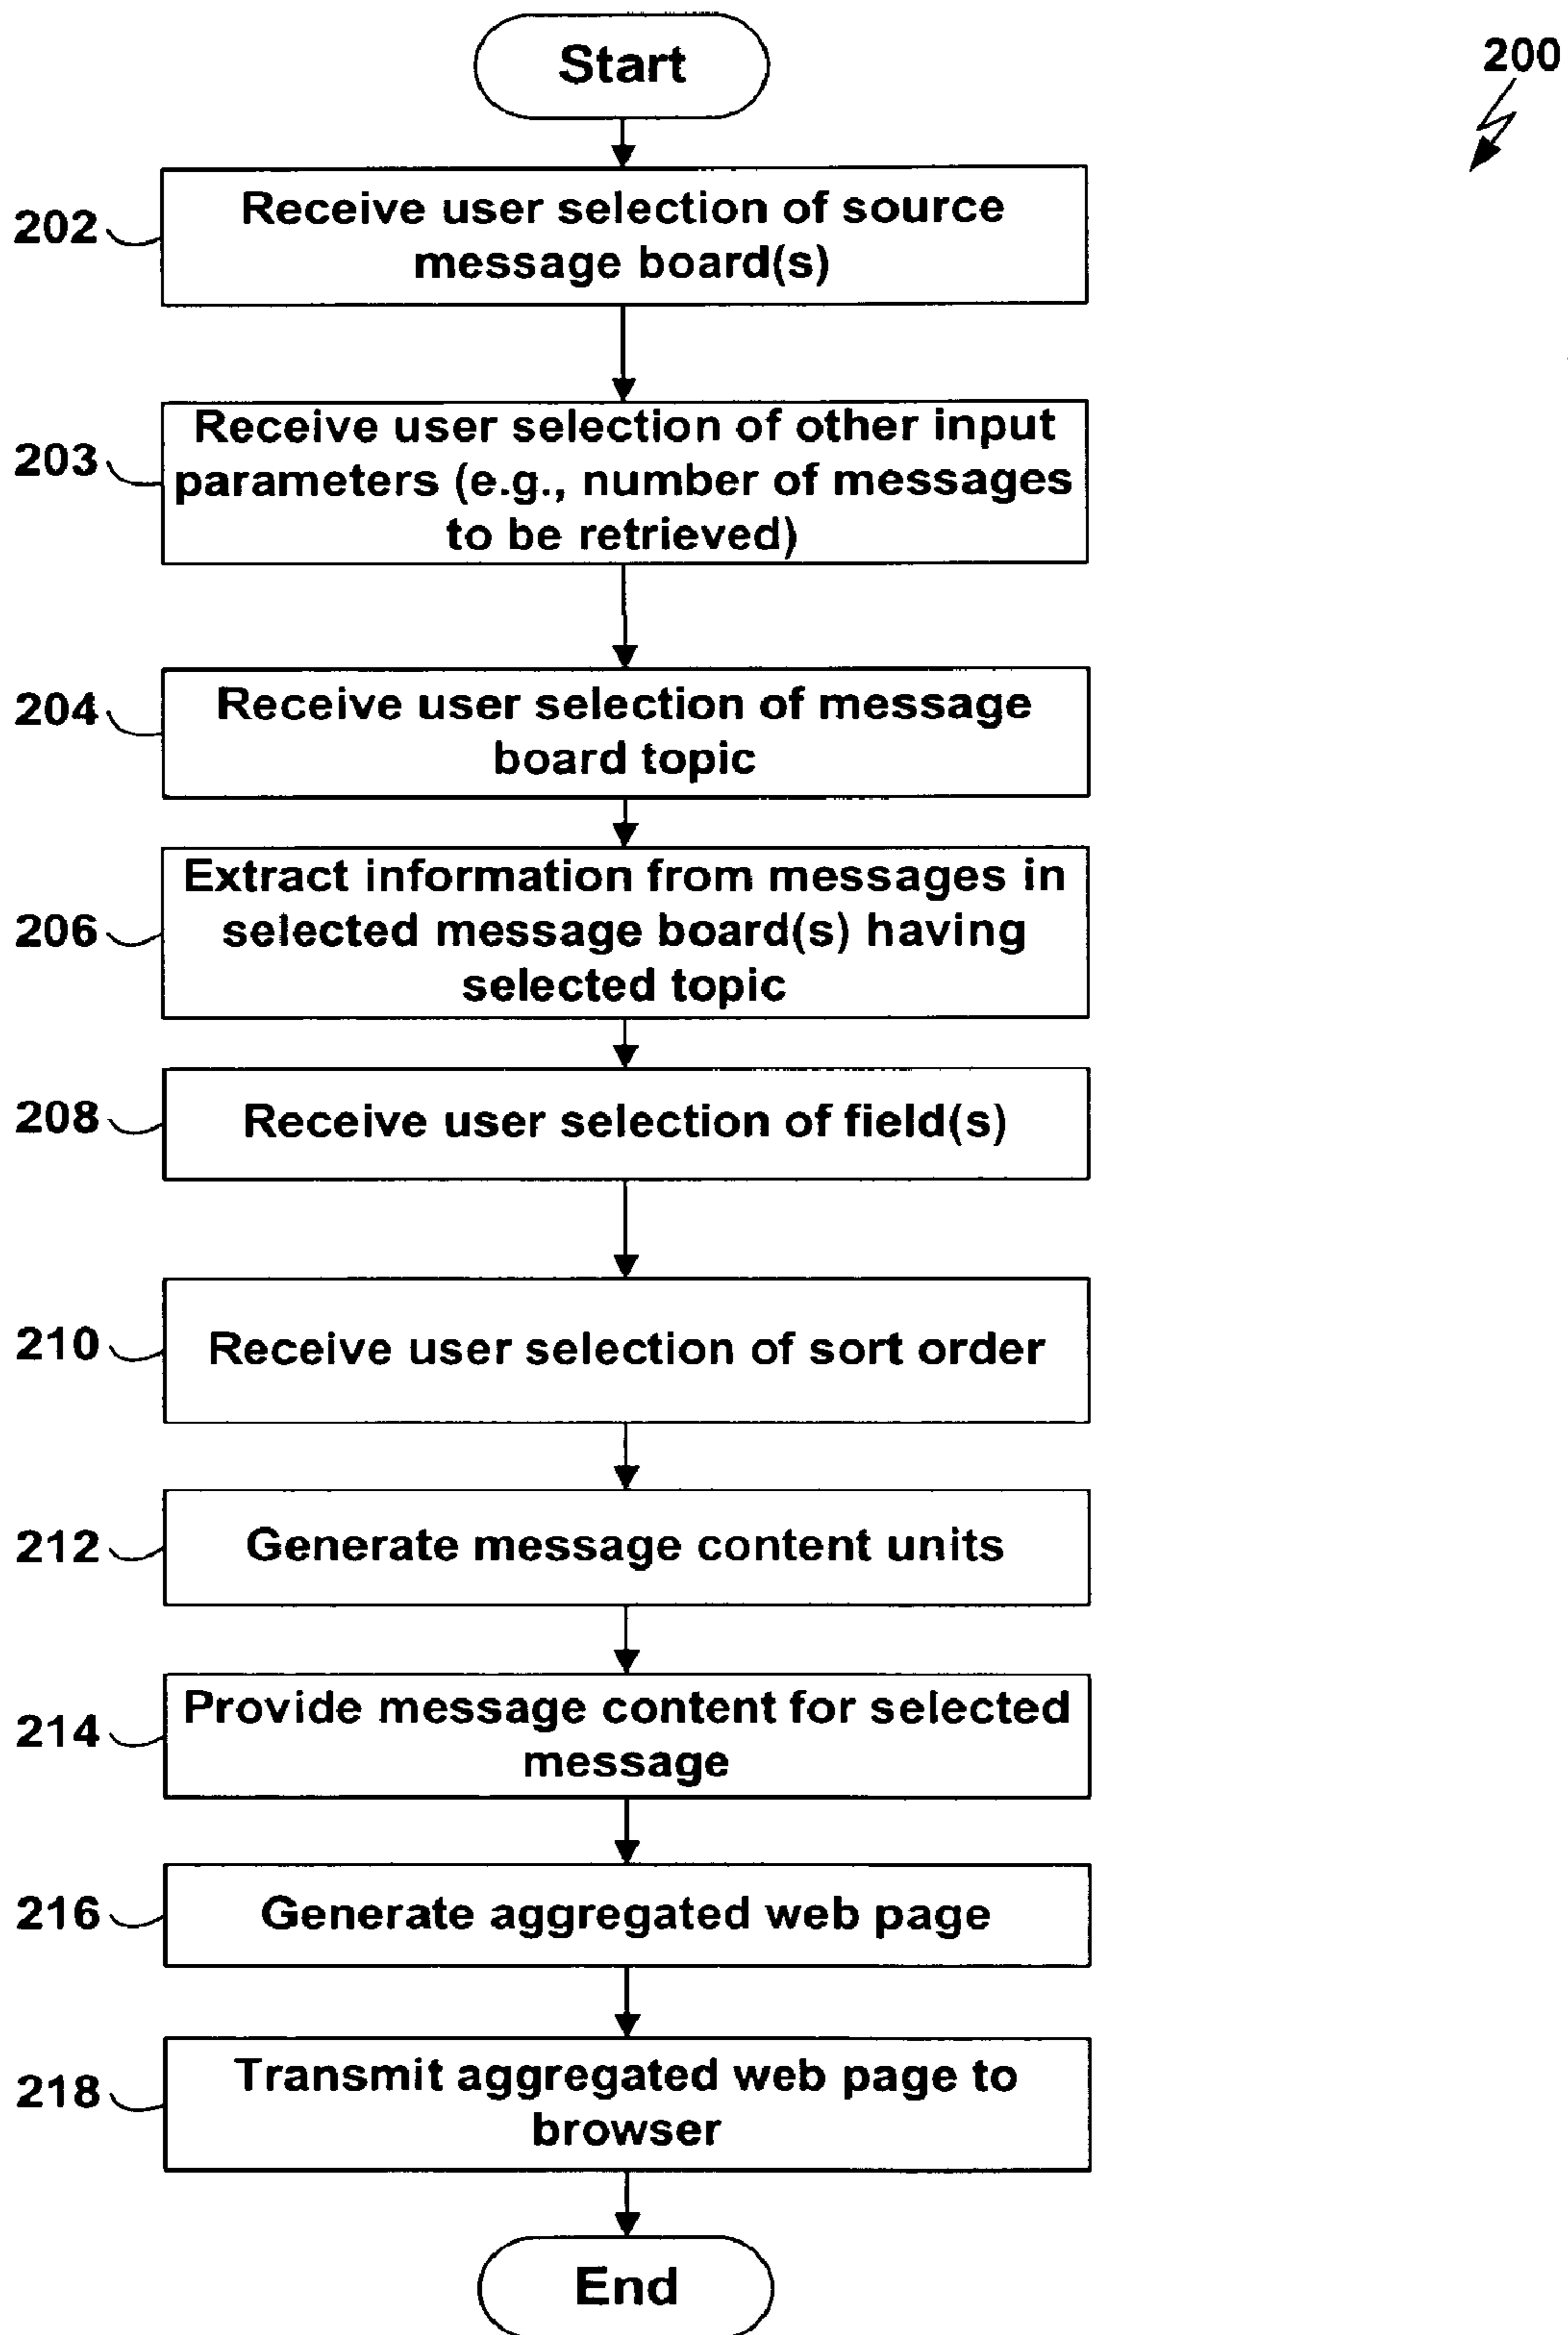 Start
200
202
Receive user selection of source
message board(s)
203
Receive user selection of other input
parameters (e.g., number of messages
to be retrieved)
204
Receive user selection of message
board topic
206
Extract information from messages in
selected message board(s) having
selected topic
208
Receive user selection of field(s)
210
Receive user selection of sort order
212
Generate message content units
214
Provide message content for selected
message
216
Generate aggregated web page
218
Transmit aggregated web page to
browser
End